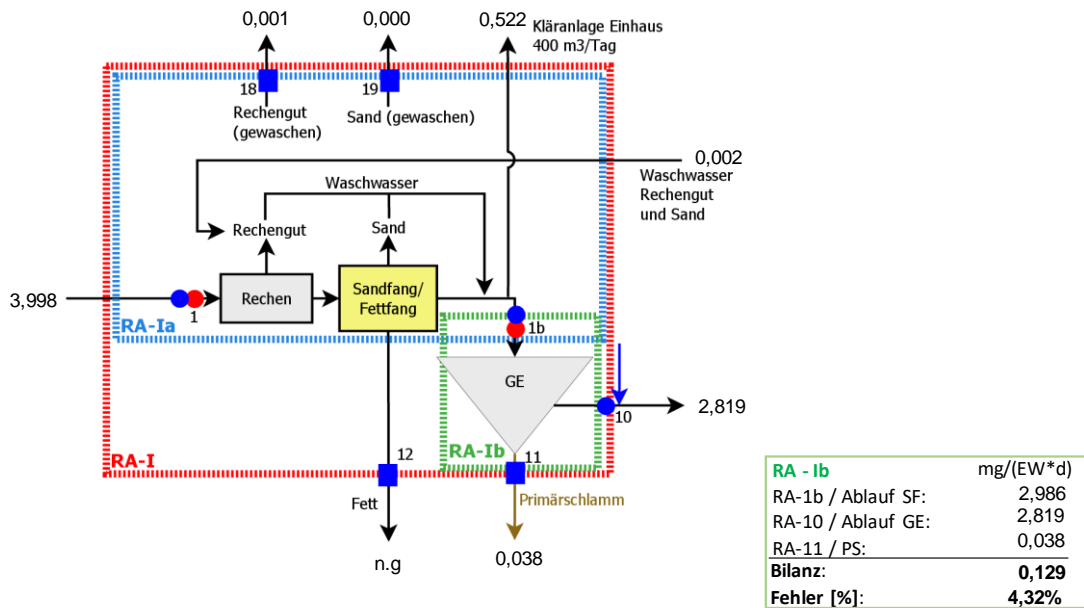 0,001
0,000
0,522
Kläranlage Einhaus
400 m3/Tag
18
19
Rechengut
(gewaschen)
Sand (gewaschen)
0,002
Waschwasser
Rechengut
und Sand
Waschwasser
Rechengut
Sand
3,998
1
Rechen
Sandfang/
Fettfang
1b
RA-Ia
GE
10
2,819
RA-Ib
RA-I
12
11
Fett
Primärschlamm
n.g
0,038
RA - Ib mg/(EW*d)
RA-1b / Ablauf SF: 2,986
RA-10 / Ablauf GE: 2,819
RA-11 / PS: 0,038
Bilanz: 0,129
Fehler [%]: 4,32%